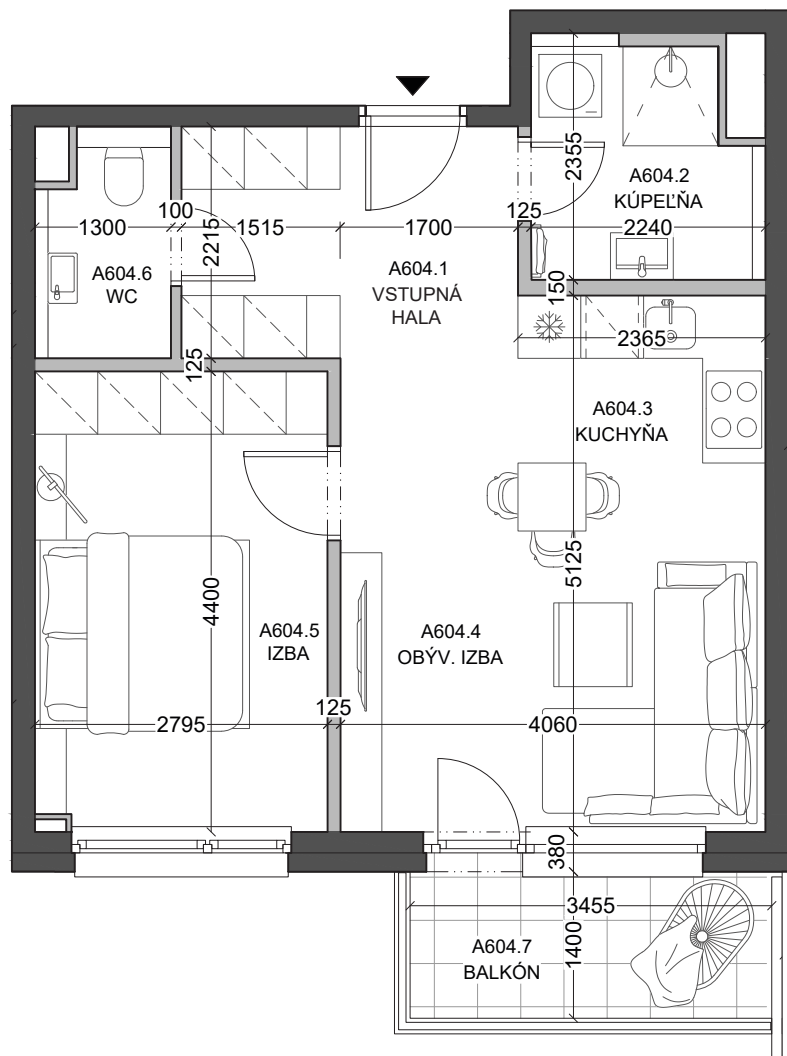 2355
A604.2
KÚPEĽŇA
1300
100
1515
1700
125
2240
2215
A604.6
WC
A604.1
VSTUPNÁ
HALA
150
2365
125
A604.3
KUCHYŇA
5125
4400
A604.5
IZBA
A604.4
OBÝV. IZBA
2795
125
4060
380
3455
A604.7
BALKÓN
1400